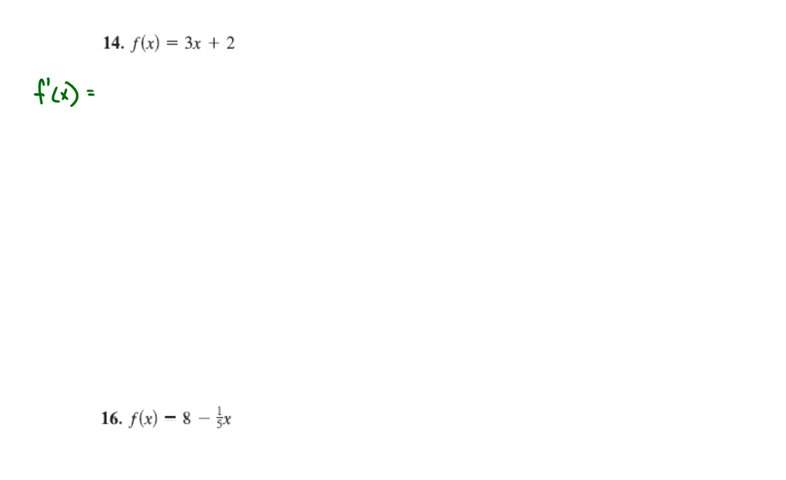 14. f(x) = 3x + 2
f'(x) =
16. f(x) = 8 − 1/5x